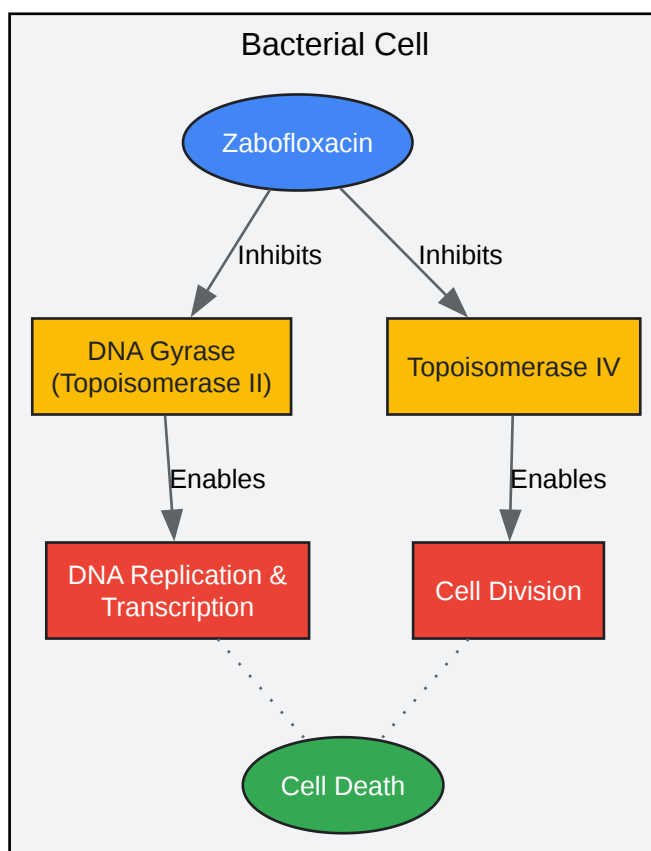 Bacterial Cell
Zabofloxacin
Inhibits
Inhibits
DNA Gyrase
(Topoisomerase II)
Topoisomerase IV
Enables
Enables
DNA Replication &
Transcription
Cell Division
Cell Death